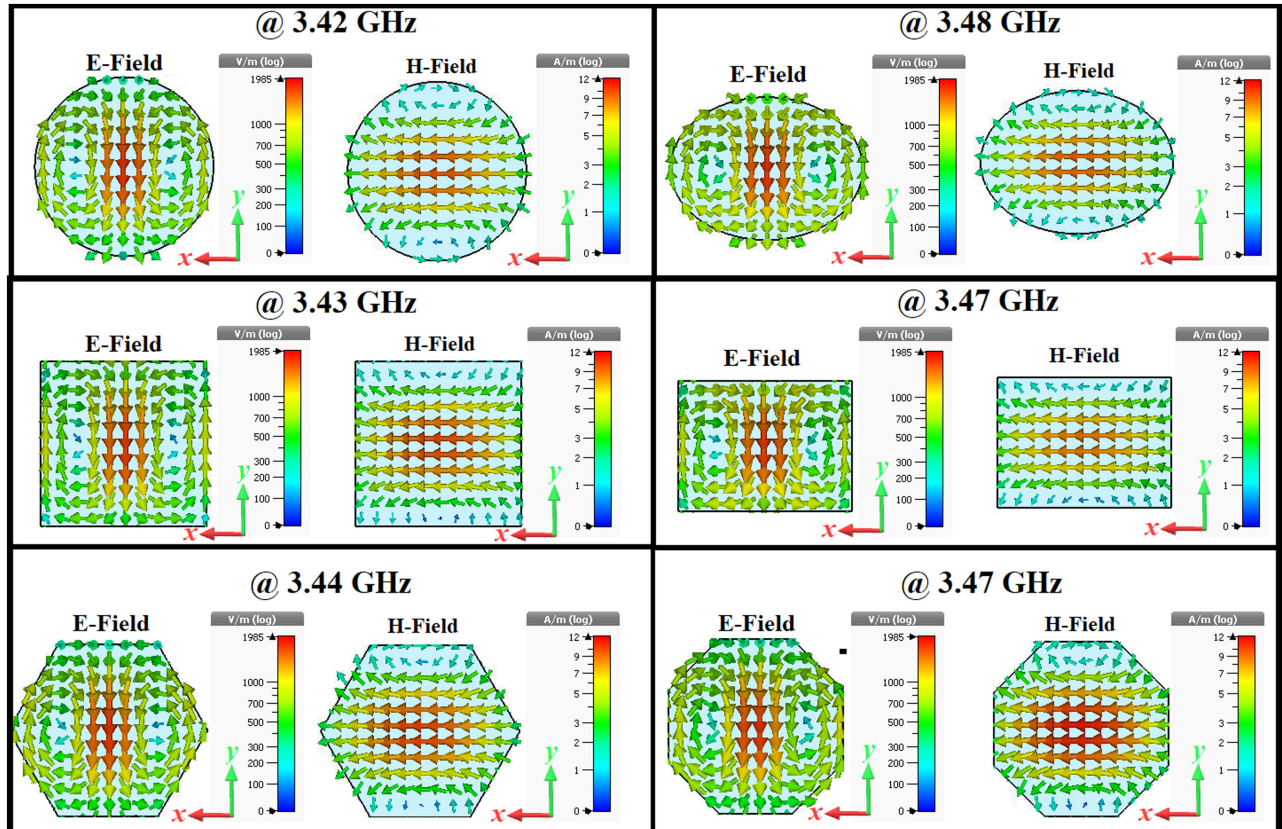 @ 3.42 GHz
E-Field
V/m (log)
1985
1000
700
500
300
200
100
0
H-Field
A/m (log)
12
9
7
5
3
2
1
0
y
x
y
x
@ 3.48 GHz
E-Field
V/m (log)
1985
1000
700
500
300
200
100
0
H-Field
A/m (log)
12
9
7
5
3
2
1
0
y
x
y
x
@ 3.43 GHz
E-Field
V/m (log)
1985
1000
700
500
300
200
100
0
H-Field
A/m (log)
12
9
7
5
3
2
1
0
y
x
y
x
@ 3.47 GHz
E-Field
V/m (log)
1985
1000
700
500
300
200
100
0
H-Field
A/m (log)
12
9
7
5
3
2
1
0
y
x
y
x
@ 3.44 GHz
E-Field
V/m (log)
1985
1000
700
500
300
200
100
0
H-Field
A/m (log)
12
9
7
5
3
2
1
0
y
x
y
x
@ 3.47 GHz
E-Field
V/m (log)
1985
1000
700
500
300
200
100
0
H-Field
A/m (log)
12
9
7
5
3
2
1
0
y
x
y
x